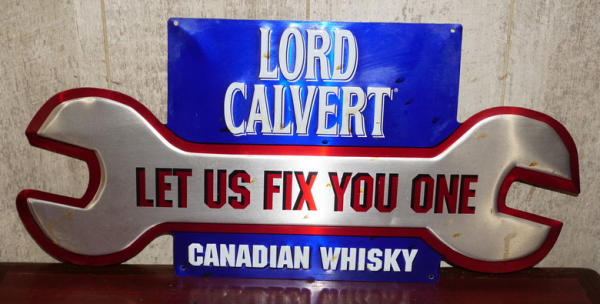 LORD
CALVERT®
LET US FIX YOU ONE
CANADIAN WHISKY